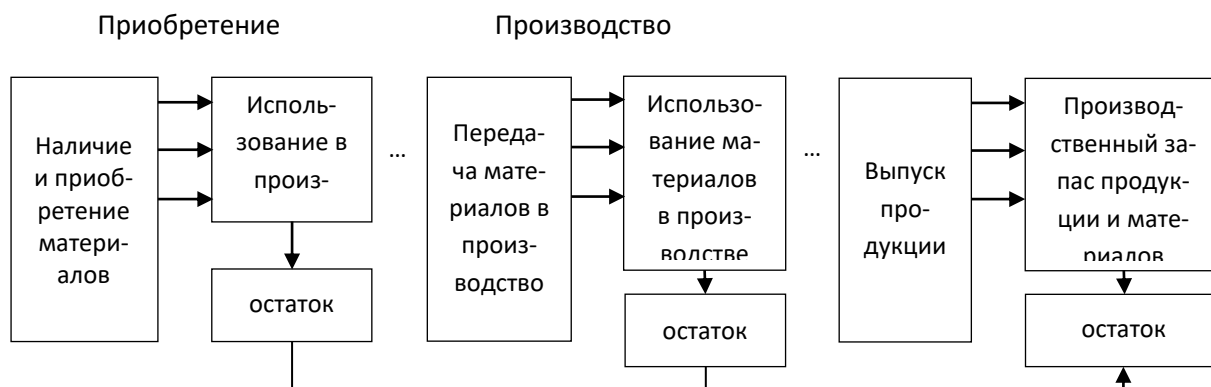 Приобретение
Производство
Наличие
и приоб-
ретение
матери-
алов
Исполь-
зование в
произ-
остаток
...
Переда-
ча мате-
риалов в
произ-
водство
Использо-
вание ма-
териалов
в произ-
водстве
остаток
...
Выпуск
про-
дукции
Производ-
ственный за-
пас продук-
ции и мате-
риалов
остаток